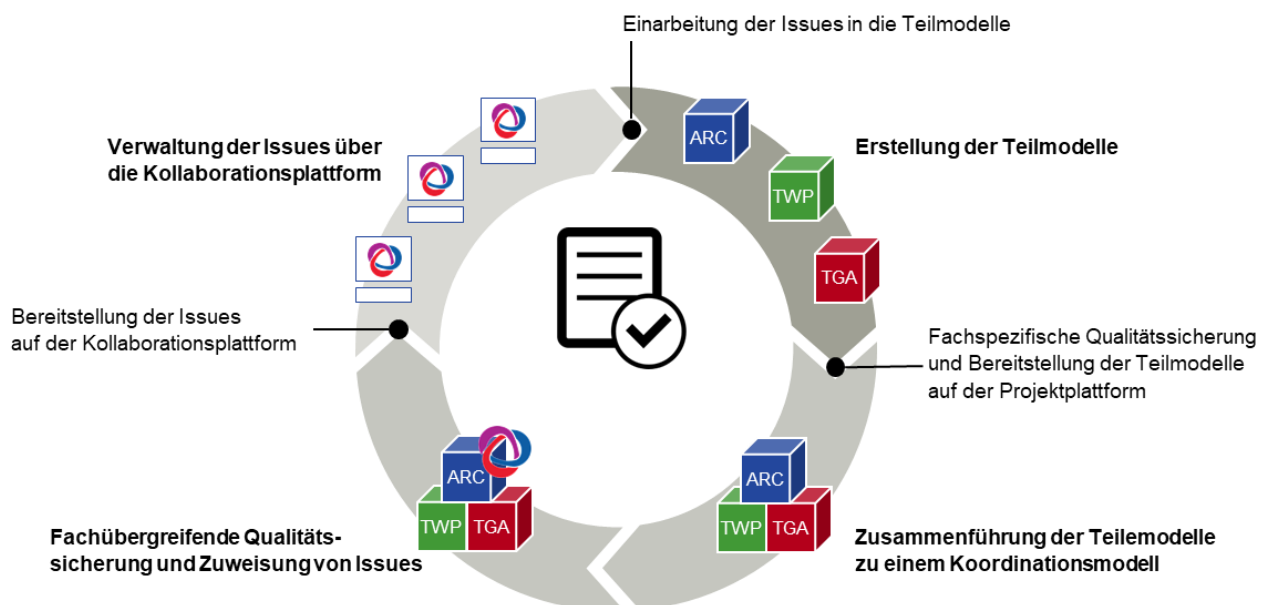 Einarbeitung der Issues in die Teilmodelle
Verwaltung der Issues über
die Kollaborationsplattform
ARC
Erstellung der Teilmodelle
TWP
TGA
Bereitstellung der Issues
auf der Kollaborationsplattform
Fachspezifische Qualitätssicherung
und Bereitstellung der Teilmodelle
auf der Projektplattform
ARC
TWP
TGA
ARC
TWP
TGA
Fachübergreifende Qualitäts-
sicherung und Zuweisung von Issues
Zusammenführung der Teilemodelle
zu einem Koordinationsmodell